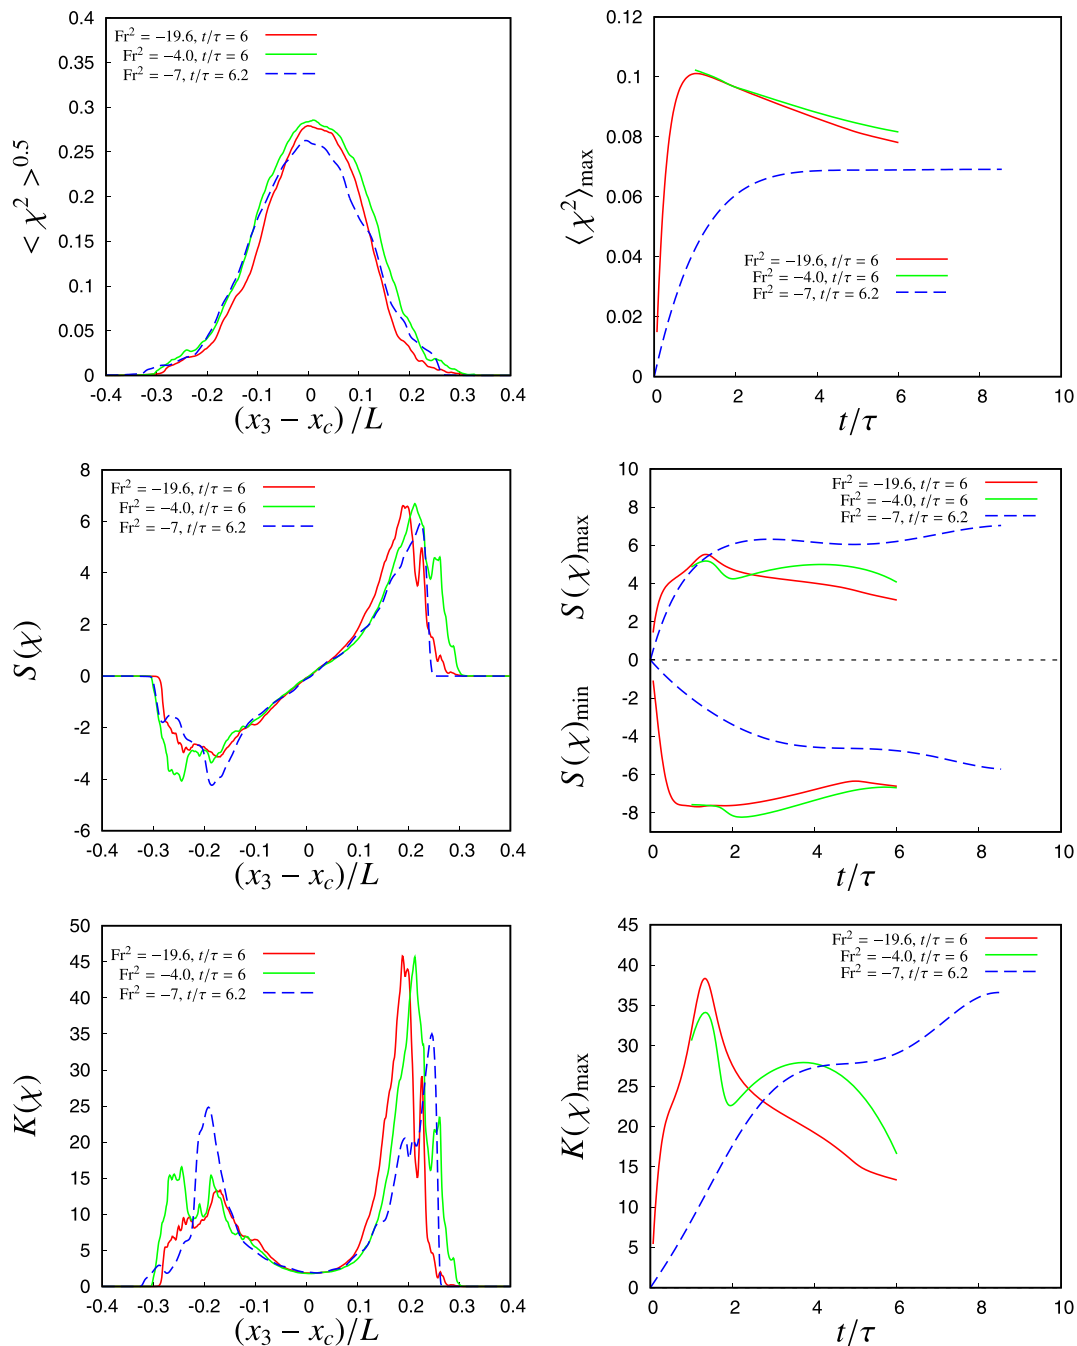 0.4
0.35
0.3
0.25
0.2
0.15
0.1
0.05
0
< χ² >^0.5
Fr² = −19.6, t/τ = 6
Fr² = −4.0, t/τ = 6
Fr² = −7, t/τ = 6.2
-0.4 -0.3 -0.2 -0.1 0 0.1 0.2 0.3 0.4
(x₃ − x_c)/L
0.12
0.1
0.08
0.06
0.04
0.02
0
⟨χ²⟩max
Fr² = −19.6, t/τ = 6
Fr² = −4.0, t/τ = 6
Fr² = −7, t/τ = 6.2
0 2 4 6 8 10
t/τ
8
6
4
2
0
-2
-4
-6
S(χ)
Fr² = −19.6, t/τ = 6
Fr² = −4.0, t/τ = 6
Fr² = −7, t/τ = 6.2
-0.4 -0.3 -0.2 -0.1 0 0.1 0.2 0.3 0.4
(x₃ − x_c)/L
10
8
6
4
2
0
-2
-4
-6
-8
S(χ)min S(χ)max
Fr² = −19.6, t/τ = 6
Fr² = −4.0, t/τ = 6
Fr² = −7, t/τ = 6.2
0 2 4 6 8 10
t/τ
50
45
40
35
30
25
20
15
10
5
0
K(χ)
Fr² = −19.6, t/τ = 6
Fr² = −4.0, t/τ = 6
Fr² = −7, t/τ = 6.2
-0.4 -0.3 -0.2 -0.1 0 0.1 0.2 0.3 0.4
(x₃ − x_c)/L
45
40
35
30
25
20
15
10
5
0
K(χ)max
Fr² = −19.6, t/τ = 6
Fr² = −4.0, t/τ = 6
Fr² = −7, t/τ = 6.2
0 2 4 6 8 10
t/τ